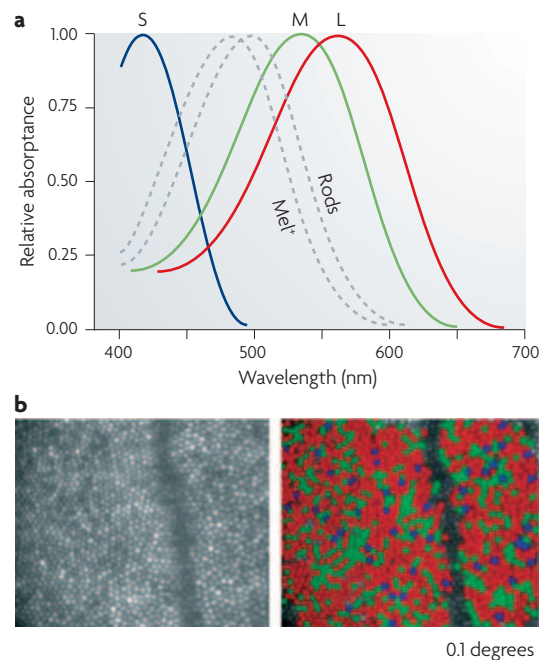 a
S M L
1.00
0.75
0.50
0.25
0.00
Relative absorptance
Mel+
Rods
400 500 600 700
Wavelength (nm)
b
0.1 degrees